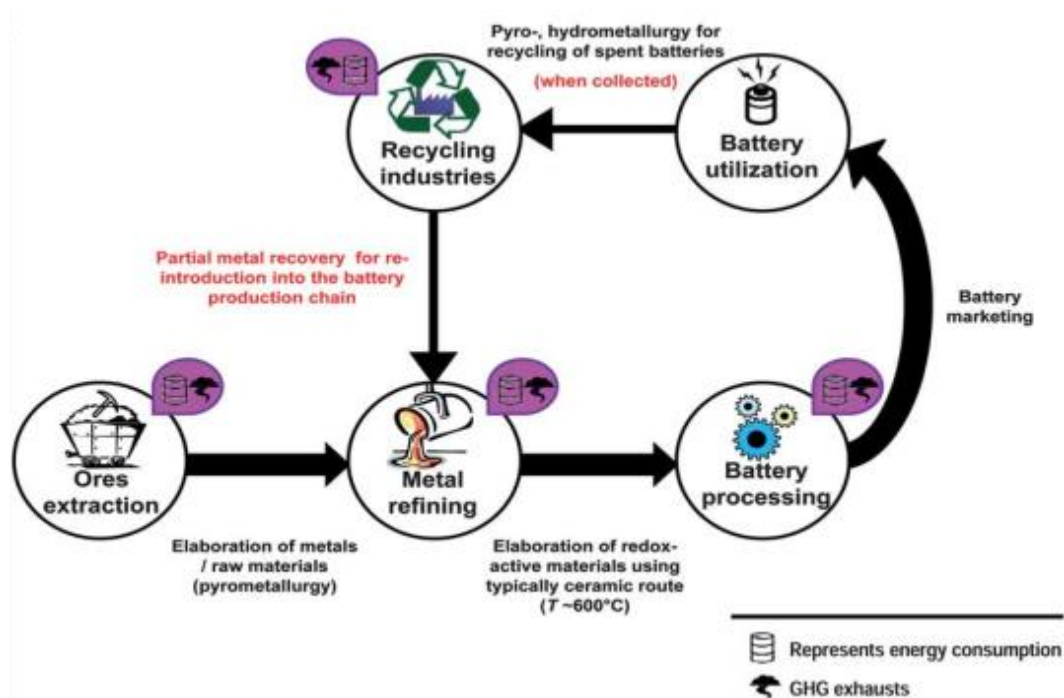 Pyro-, hydrometallurgy for
recycling of spent batteries
(when collected)
Recycling
industries
Battery
utilization
Partial metal recovery for re-
introduction into the battery
production chain
Battery
marketing
Ores
extraction
Metal
refining
Battery
processing
Elaboration of metals
/ raw materials
(pyrometallurgy)
Elaboration of redox-
active materials using
typically ceramic route
(T ~600°C)
Represents energy consumption
GHG exhausts